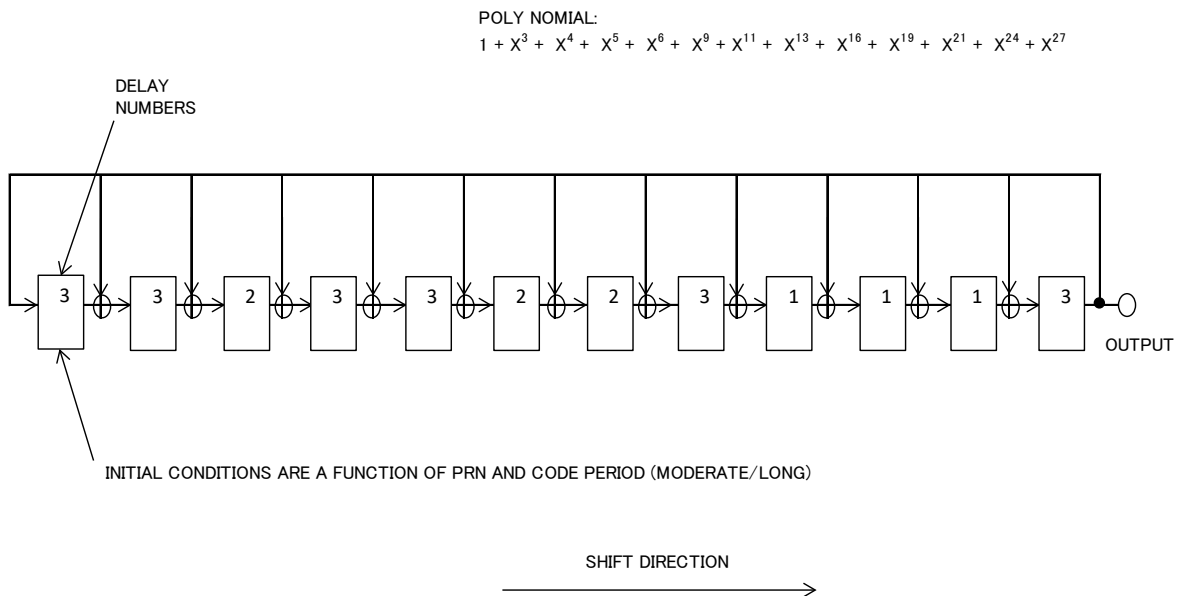 POLY NOMIAL:
1 + X³ + X⁴ + X⁵ + X⁶ + X⁹ + X¹¹ + X¹³ + X¹⁶ + X¹⁹ + X²¹ + X²⁴ + X²⁷
DELAY
NUMBERS
3 3 2 3 3 2 2 3 1 1 1 3
OUTPUT
INITIAL CONDITIONS ARE A FUNCTION OF PRN AND CODE PERIOD (MODERATE/LONG)
SHIFT DIRECTION